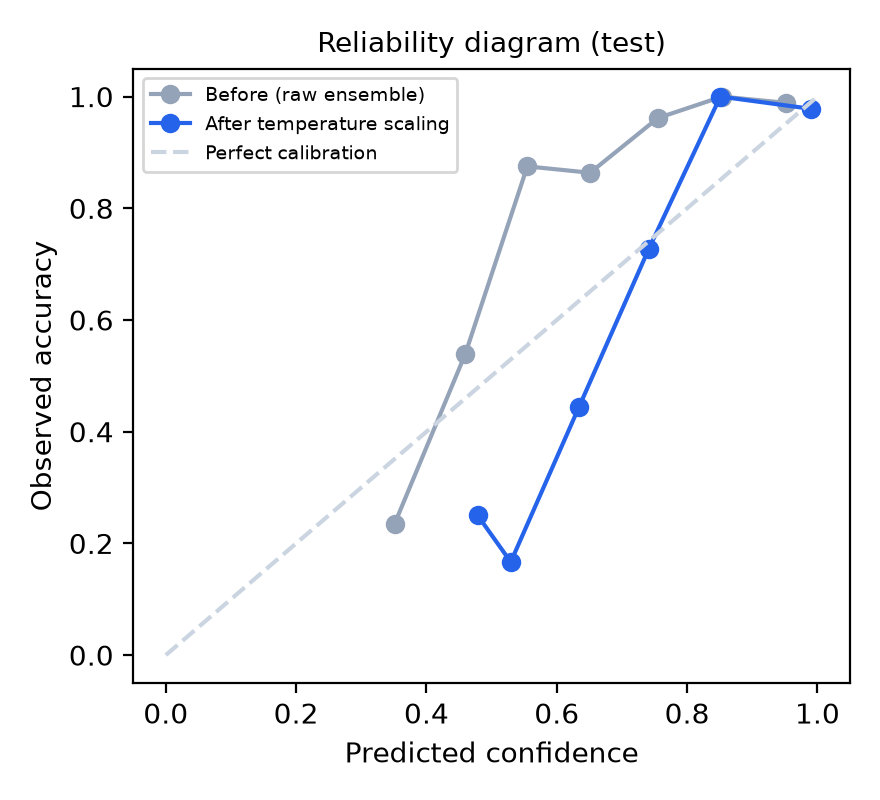 Reliability diagram (test)
Before (raw ensemble)
After temperature scaling
Perfect calibration
Observed accuracy
1.0
0.8
0.6
0.4
0.2
0.0
0.0 0.2 0.4 0.6 0.8 1.0
Predicted confidence